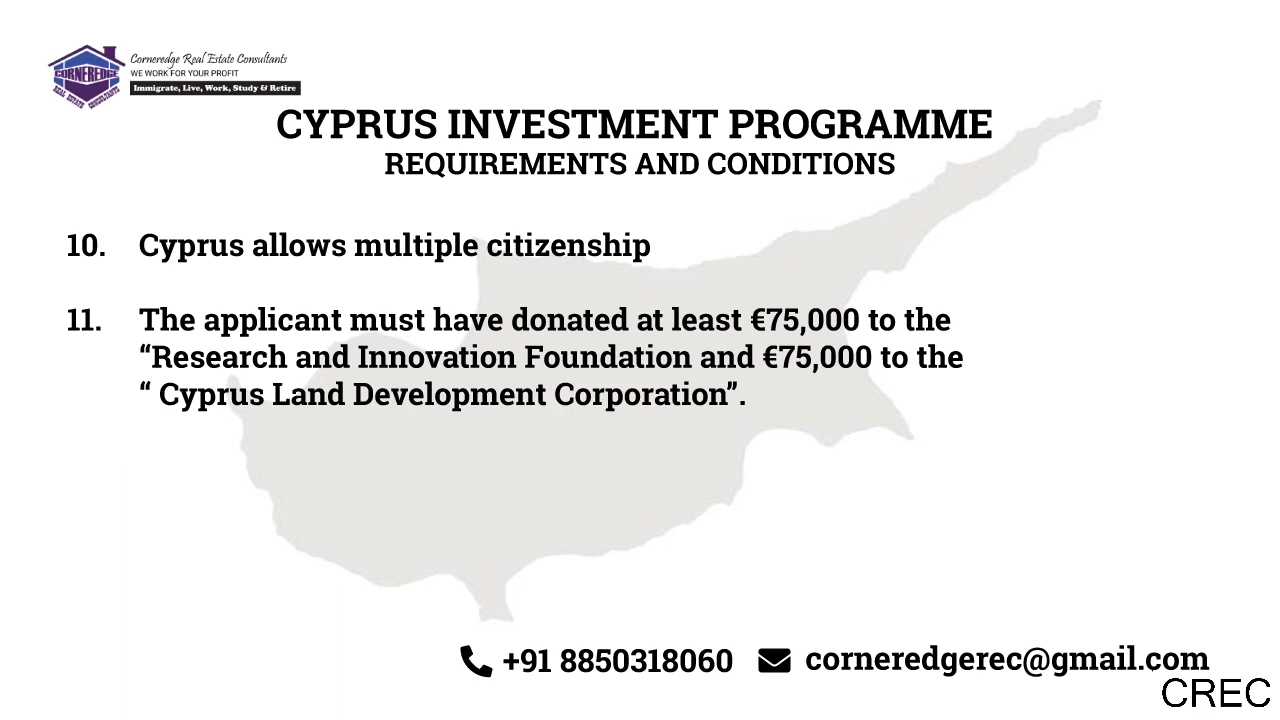 CORNEREDGE
REAL ESTATE CONSULTANTS
Corneredge Real Estate Consultants
WE WORK FOR YOUR PROFIT
Immigrate, Live, Work, Study & Retire
CYPRUS INVESTMENT PROGRAMME
REQUIREMENTS AND CONDITIONS
10. Cyprus allows multiple citizenship
11. The applicant must have donated at least €75,000 to the
“Research and Innovation Foundation and €75,000 to the
“ Cyprus Land Development Corporation”.
+91 8850318060 corneredgerec@gmail.com
CREC